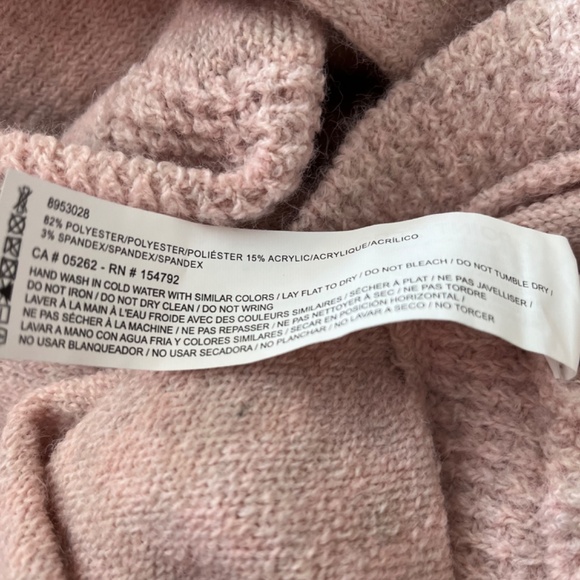 8953028
82% POLYESTER/POLYESTER/POLIÉSTER 15% ACRYLIC/ACRYLIQUE/ACRÍLICO
3% SPANDEX/SPANDEX/SPANDEX
CA # 05262 - RN # 154792
HAND WASH IN COLD WATER WITH SIMILAR COLORS / LAY FLAT TO DRY / DO NOT BLEACH / DO NOT TUMBLE DRY /
DO NOT IRON / DO NOT DRY CLEAN / DO NOT WRING
LAVER À LA MAIN À L'EAU FROIDE AVEC DES COULEURS SIMILAIRES / SÉCHER À PLAT / NE PAS JAVELLISER /
NE PAS SÉCHER À LA MACHINE / NE PAS REPASSER / NE PAS NETTOYER À SEC / NE PAS TORDRE
LAVAR A MANO CON AGUA FRIA Y COLORES SIMILARES / SECAR EN POSICIÓN HORIZONTAL /
NO USAR BLANQUEADOR / NO USAR SECADORA / NO PLANCHAR / NO LAVAR A SECO / NO TORCER